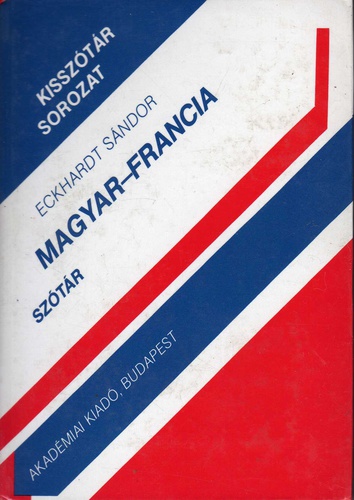 KISSZÓTÁR
SOROZAT
ECKHARDT SÁNDOR
MAGYAR–FRANCIA
SZÓTÁR
AKADÉMIAI KIADÓ, BUDAPEST